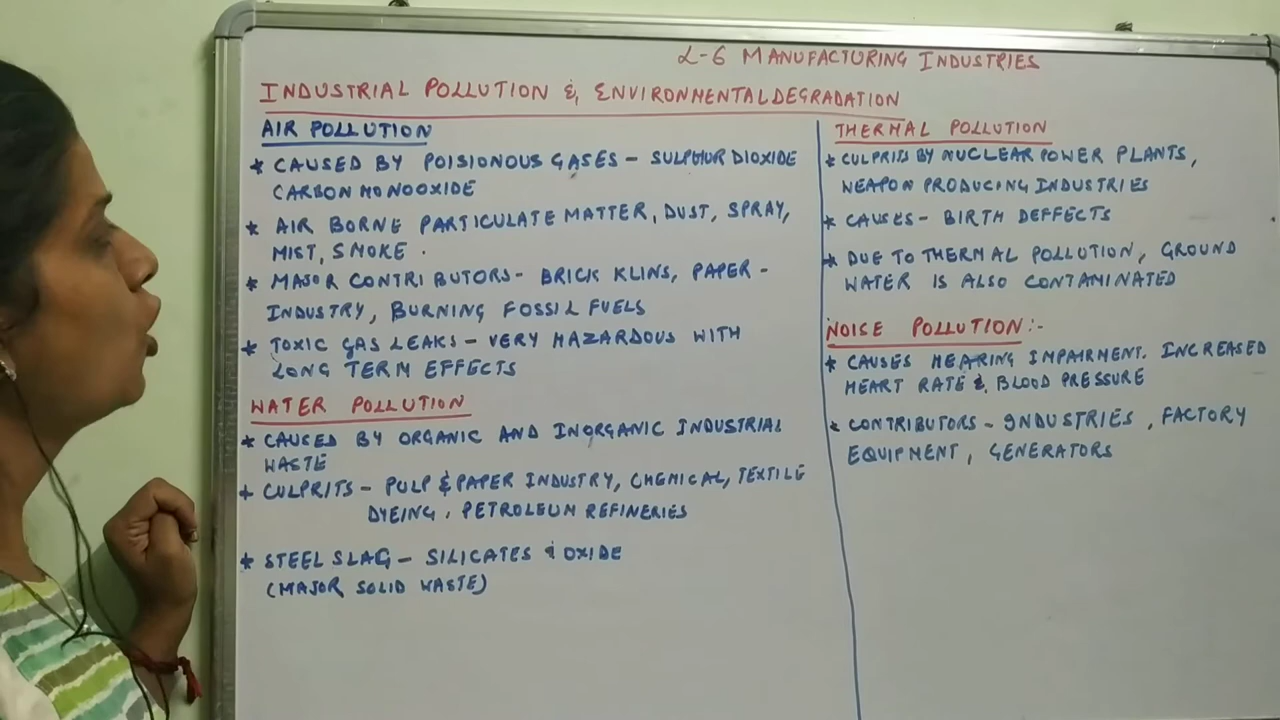 L-6 MANUFACTURING INDUSTRIES
INDUSTRIAL POLLUTION & ENVIRONMENTAL DEGRADATION
AIR POLLUTION
* CAUSED BY POISIONOUS GASES - SULPHUR DIOXIDE
CARBON MONOOXIDE
* AIR BORNE PARTICULATE MATTER, DUST, SPRAY,
MIST, SMOKE.
* MAJOR CONTRIBUTORS - BRICK KLINS, PAPER -
INDUSTRY, BURNING FOSSIL FUELS
* TOXIC GAS LEAKS - VERY HAZARDOUS WITH
LONG TERM EFFECTS
WATER POLLUTION
* CAUSED BY ORGANIC AND INORGANIC INDUSTRIAL
WASTE
* CULPRITS - PULP & PAPER INDUSTRY, CHEMICAL, TEXTILE
DYEING, PETROLEUM REFINERIES
* STEEL SLAG - SILICATES & OXIDE
(MAJOR SOLID WASTE)
THERMAL POLLUTION
* CULPRITS BY NUCLEAR POWER PLANTS,
WEAPON PRODUCING INDUSTRIES
* CAUSES - BIRTH DEFFECTS
* DUE TO THERMAL POLLUTION, GROUND
WATER IS ALSO CONTAMINATED
NOISE POLLUTION :-
* CAUSES HEARING IMPAIRMENT. INCREASED
HEART RATE & BLOOD PRESSURE
* CONTRIBUTORS - INDUSTRIES, FACTORY
EQUIPMENT, GENERATORS